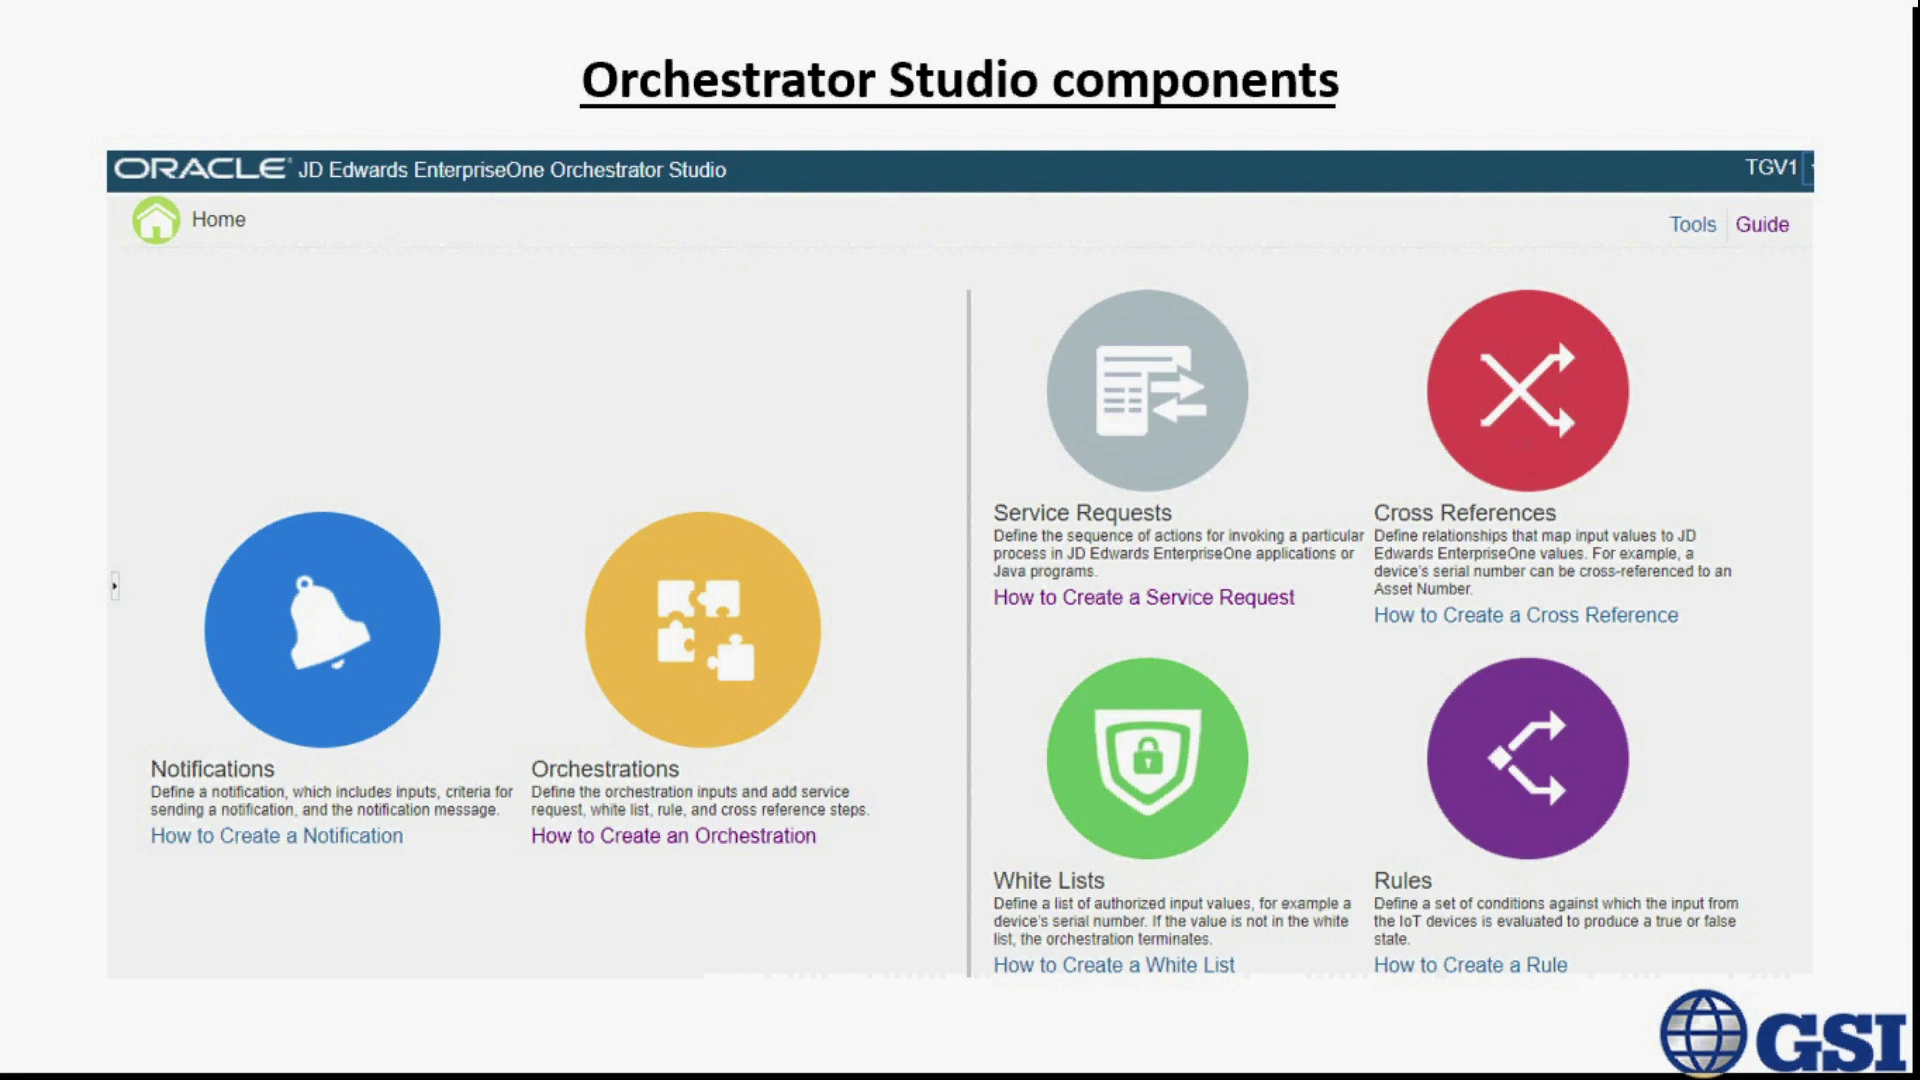 Orchestrator Studio components
ORACLE JD Edwards EnterpriseOne Orchestrator Studio
TGV1
Home
Tools
Guide
Service Requests
Define the sequence of actions for invoking a particular
process in JD Edwards EnterpriseOne applications or
Java programs.
How to Create a Service Request
Cross References
Define relationships that map input values to JD
Edwards EnterpriseOne values. For example, a
device's serial number can be cross-referenced to an
Asset Number.
How to Create a Cross Reference
Notifications
Define a notification, which includes inputs, criteria for
sending a notification, and the notification message.
How to Create a Notification
Orchestrations
Define the orchestration inputs and add service
request, white list, rule, and cross reference steps.
How to Create an Orchestration
White Lists
Define a list of authorized input values, for example a
device's serial number. If the value is not in the white
list, the orchestration terminates.
How to Create a White List
Rules
Define a set of conditions against which the input from
the IoT devices is evaluated to produce a true or false
state.
How to Create a Rule
GSI